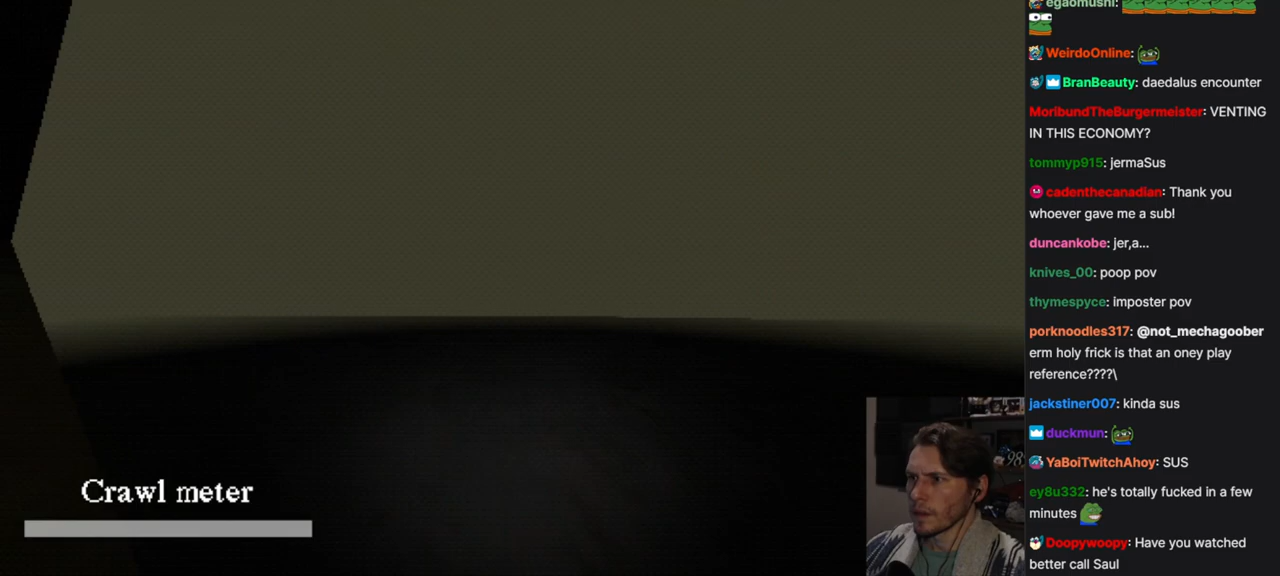 egaomushi:
WeirdoOnline:
BranBeauty: daedalus encounter
MoribundTheBurgermeister: VENTING
IN THIS ECONOMY?
tommyp915: jermaSus
cadenthecanadian: Thank you
whoever gave me a sub!
duncankobe: jer,a...
knives_00: poop pov
thymespyce: imposter pov
porknoodles317: @not_mechagoober
erm holy frick is that an oney play
reference????\
jackstiner007: kinda sus
duckmun:
YaBoiTwitchAhoy: SUS
ey8u332: he's totally fucked in a few
minutes
Doopywoopy: Have you watched
better call Saul
Crawl meter